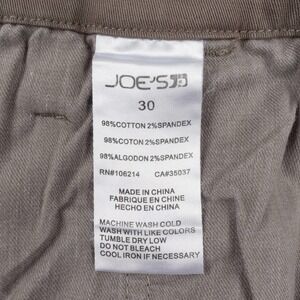 JOE'S
30
98%COTTON 2%SPANDEX
98%COTON 2%SPANDEX
98%ALGODON 2%SPANDEX
RN#106214 CA#35037
MADE IN CHINA
FABRIQUE EN CHINE
HECHO EN CHINA
MACHINE WASH COLD
WASH WITH LIKE COLORS
TUMBLE DRY LOW
DO NOT BLEACH
COOL IRON IF NECESSARY